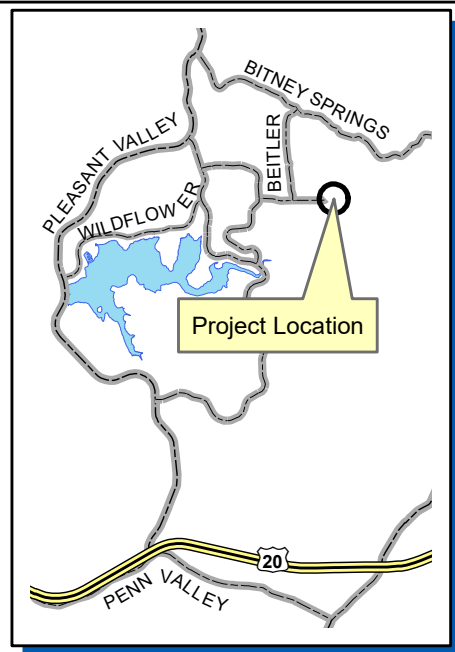 BITNEY SPRINGS
PLEASANT VALLEY
BEITLER
WILDFLOWER
Project Location
20
PENN VALLEY